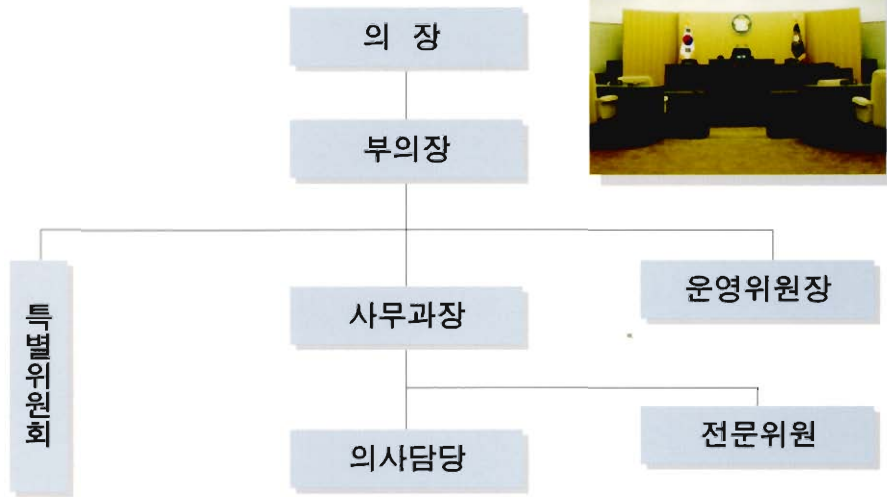 의 장
부의장
특별위원회
사무과장
운영위원장
의사담당
전문위원